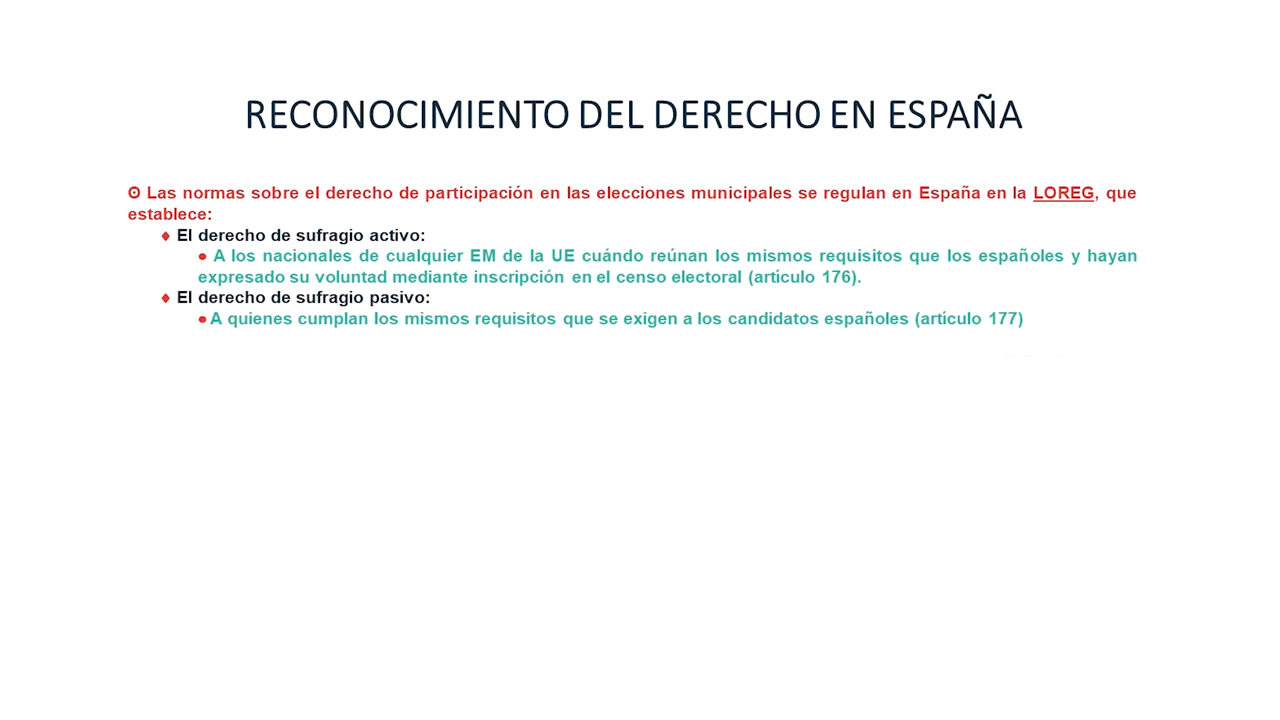 RECONOCIMIENTO DEL DERECHO EN ESPAÑA
ʘ Las normas sobre el derecho de participación en las elecciones municipales se regulan en España en la LOREG, que
establece:
♦ El derecho de sufragio activo:
● A los nacionales de cualquier EM de la UE cuándo reúnan los mismos requisitos que los españoles y hayan
expresado su voluntad mediante inscripción en el censo electoral (artículo 176).
♦ El derecho de sufragio pasivo:
● A quienes cumplan los mismos requisitos que se exigen a los candidatos españoles (artículo 177)